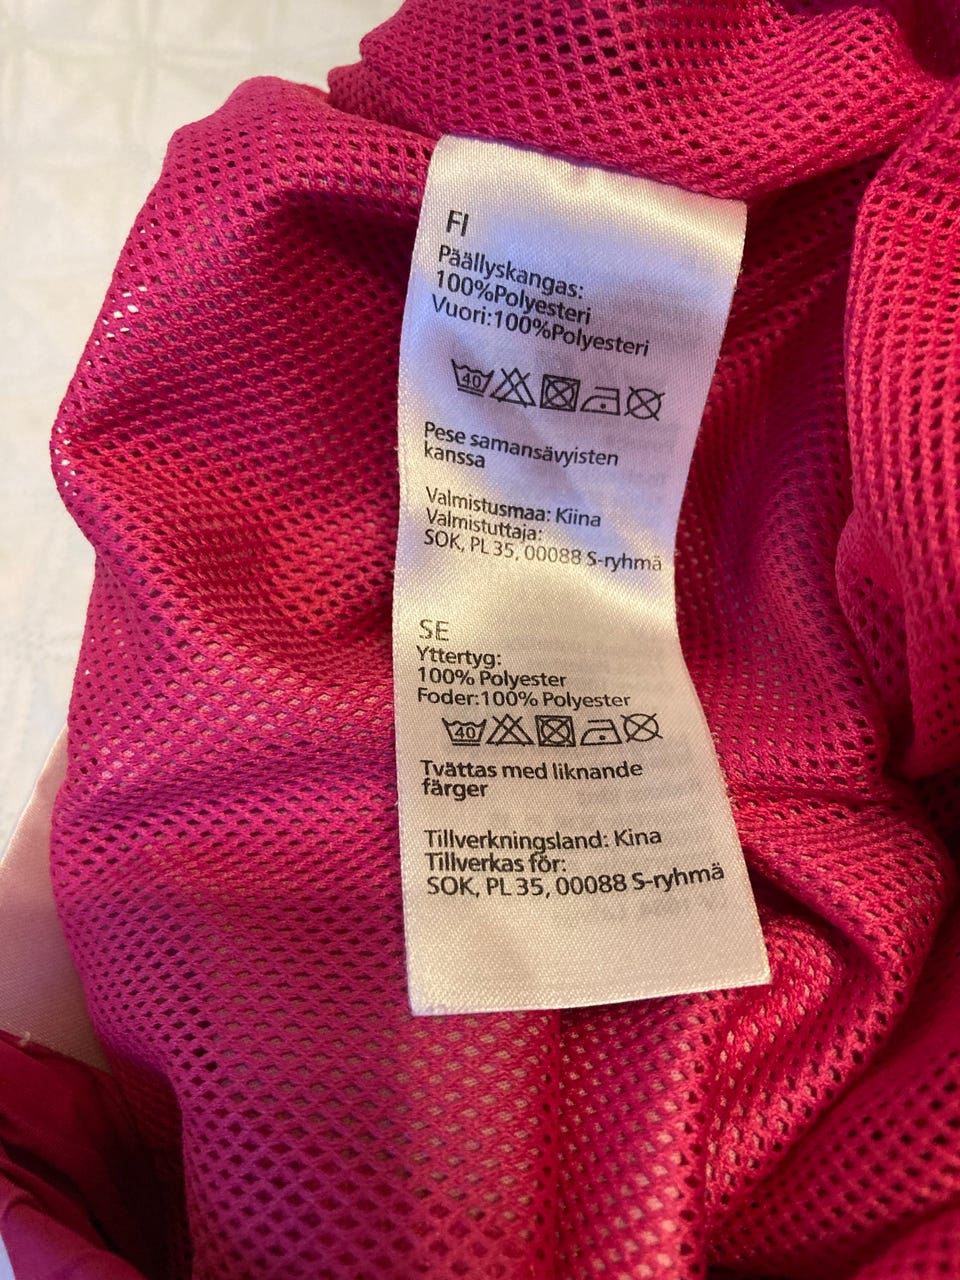 FI
Päällyskangas:
100%Polyesteri
Vuori:100%Polyesteri
40
Pese samansävyisten
kanssa
Valmistusmaa: Kiina
Valmistuttaja:
SOK, PL 35, 00088 S-ryhmä
SE
Yttertyg:
100% Polyester
Foder:100% Polyester
40
Tvättas med liknande
färger
Tillverkningsland: Kina
Tillverkas för:
SOK, PL 35, 00088 S-ryhmä